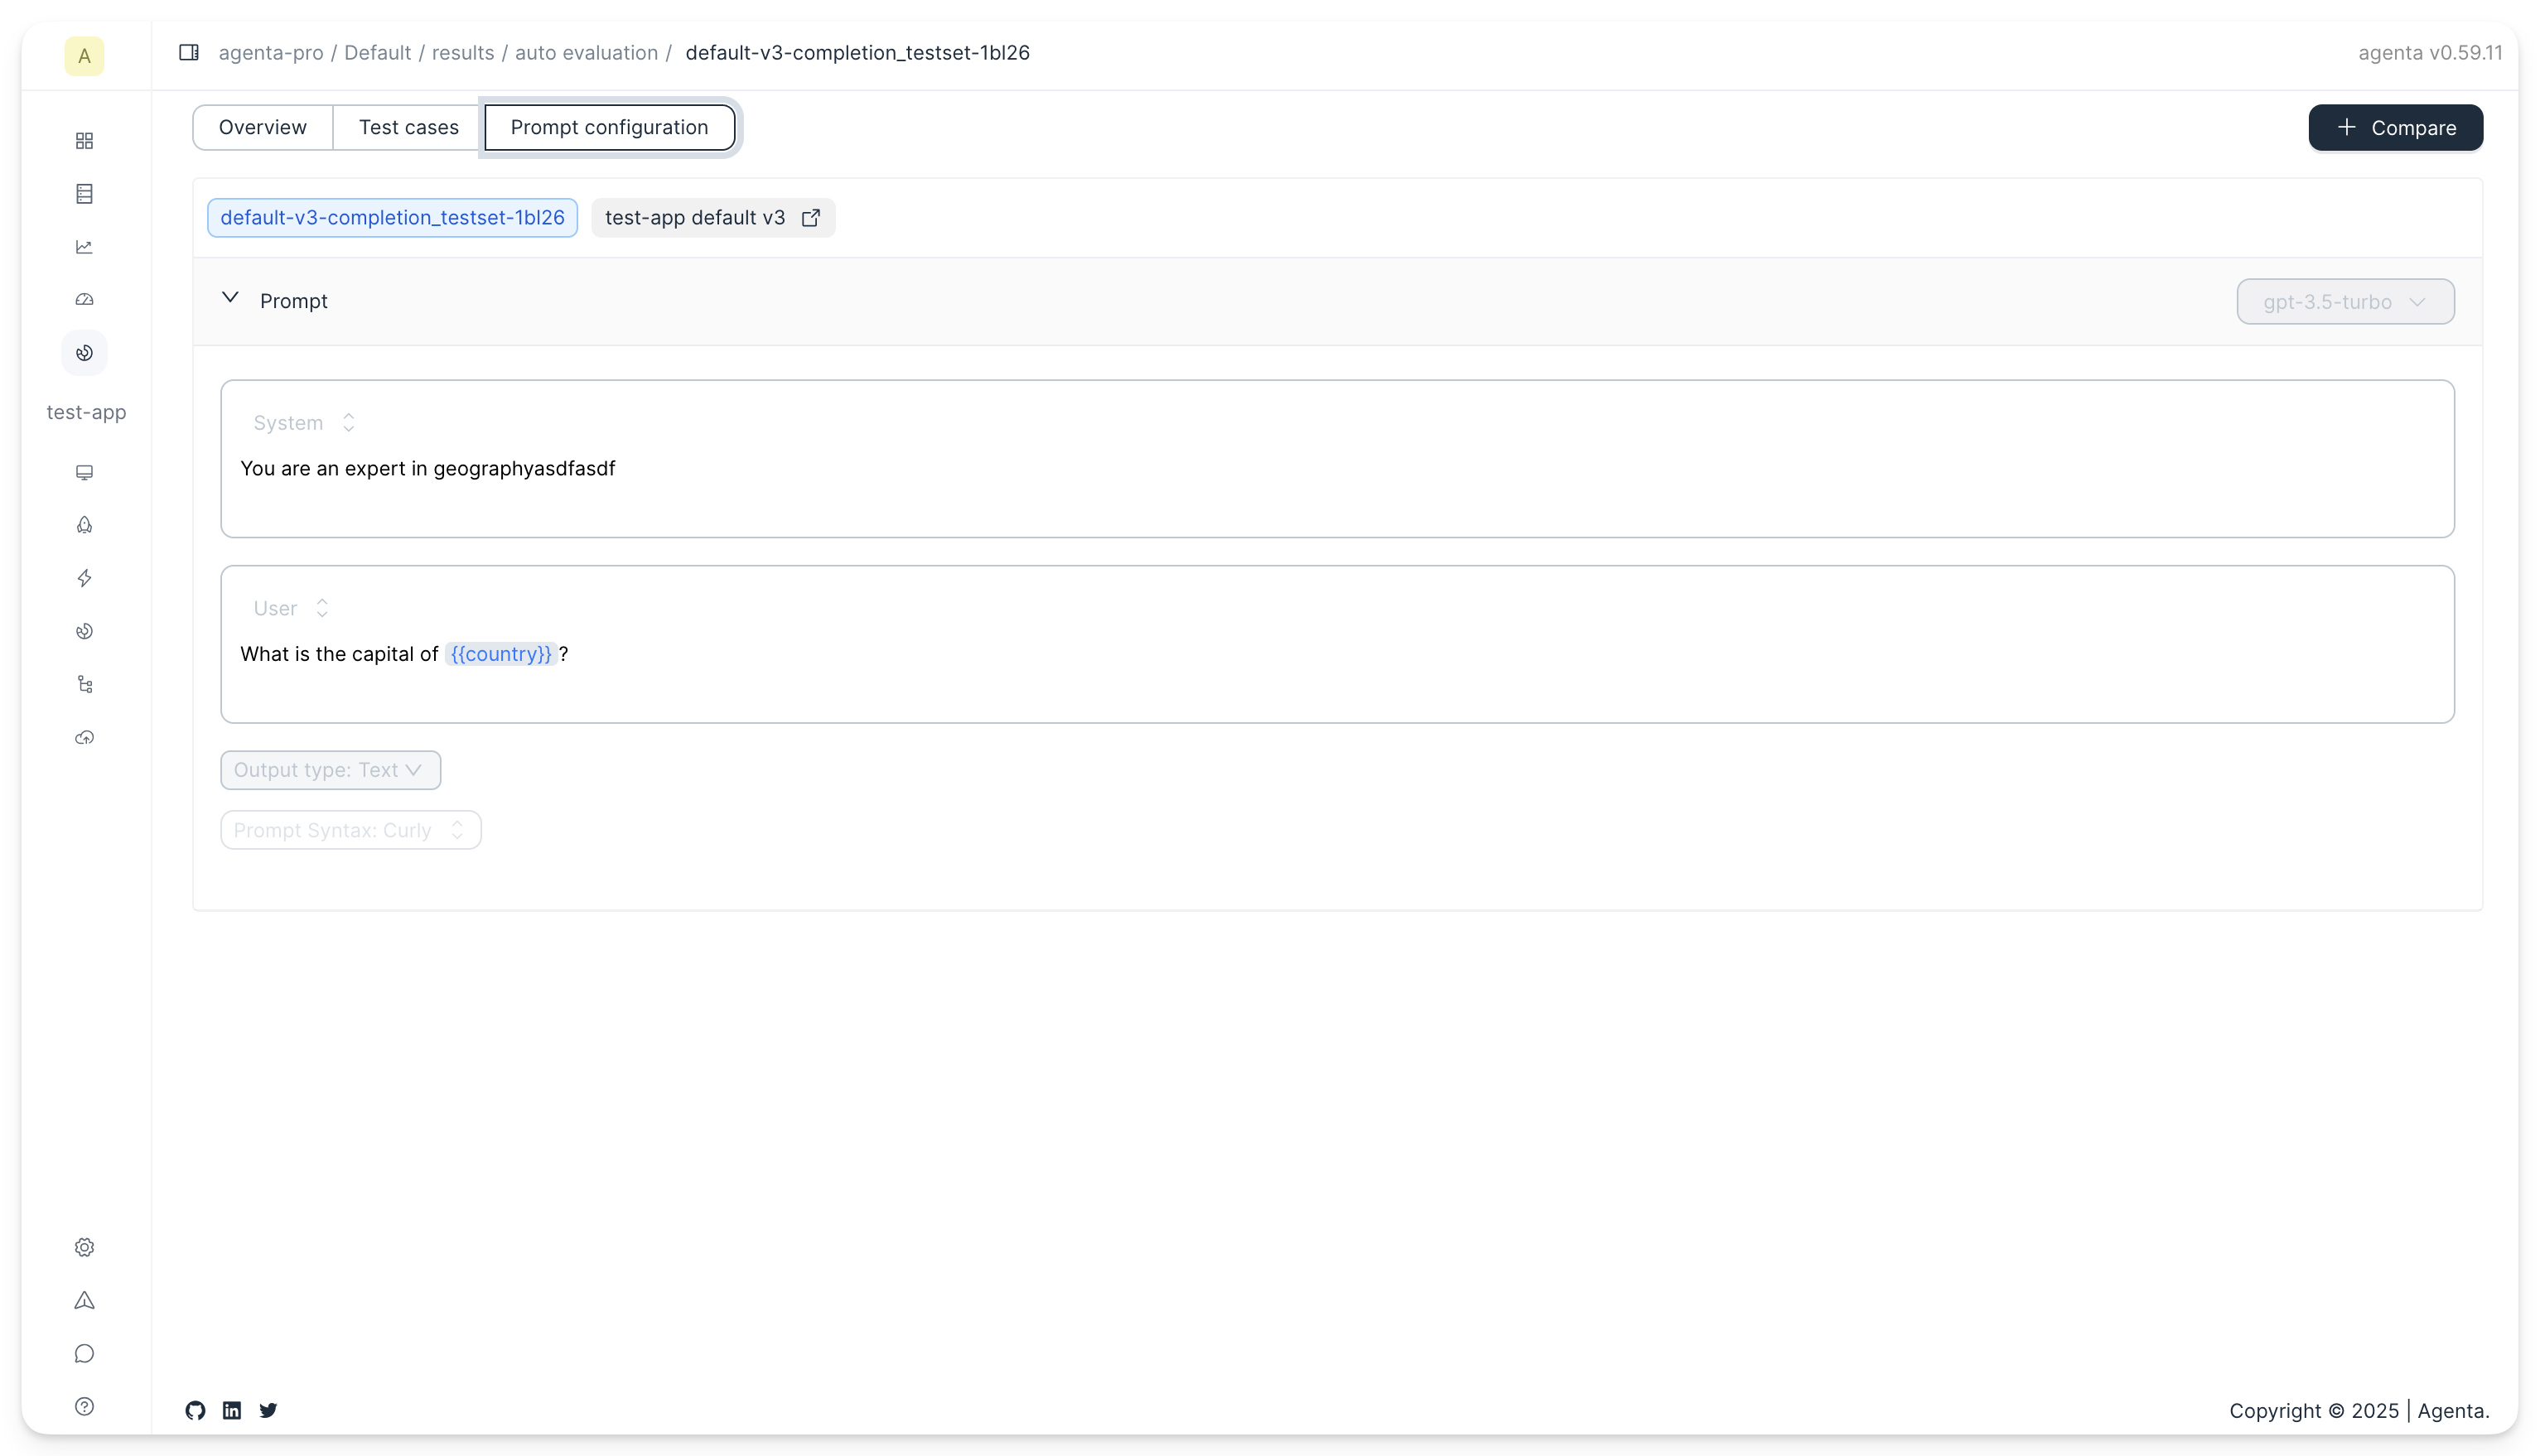 A
agenta-pro / Default / results / auto evaluation / default-v3-completion_testset-1bl26
agenta v0.59.11
Overview
Test cases
Prompt configuration
+ Compare
default-v3-completion_testset-1bl26
test-app default v3
Prompt
gpt-3.5-turbo
test-app
System
You are an expert in geographyasdfasdf
User
What is the capital of {{country}}?
Output type: Text
Prompt Syntax: Curly
Copyright © 2025 | Agenta.